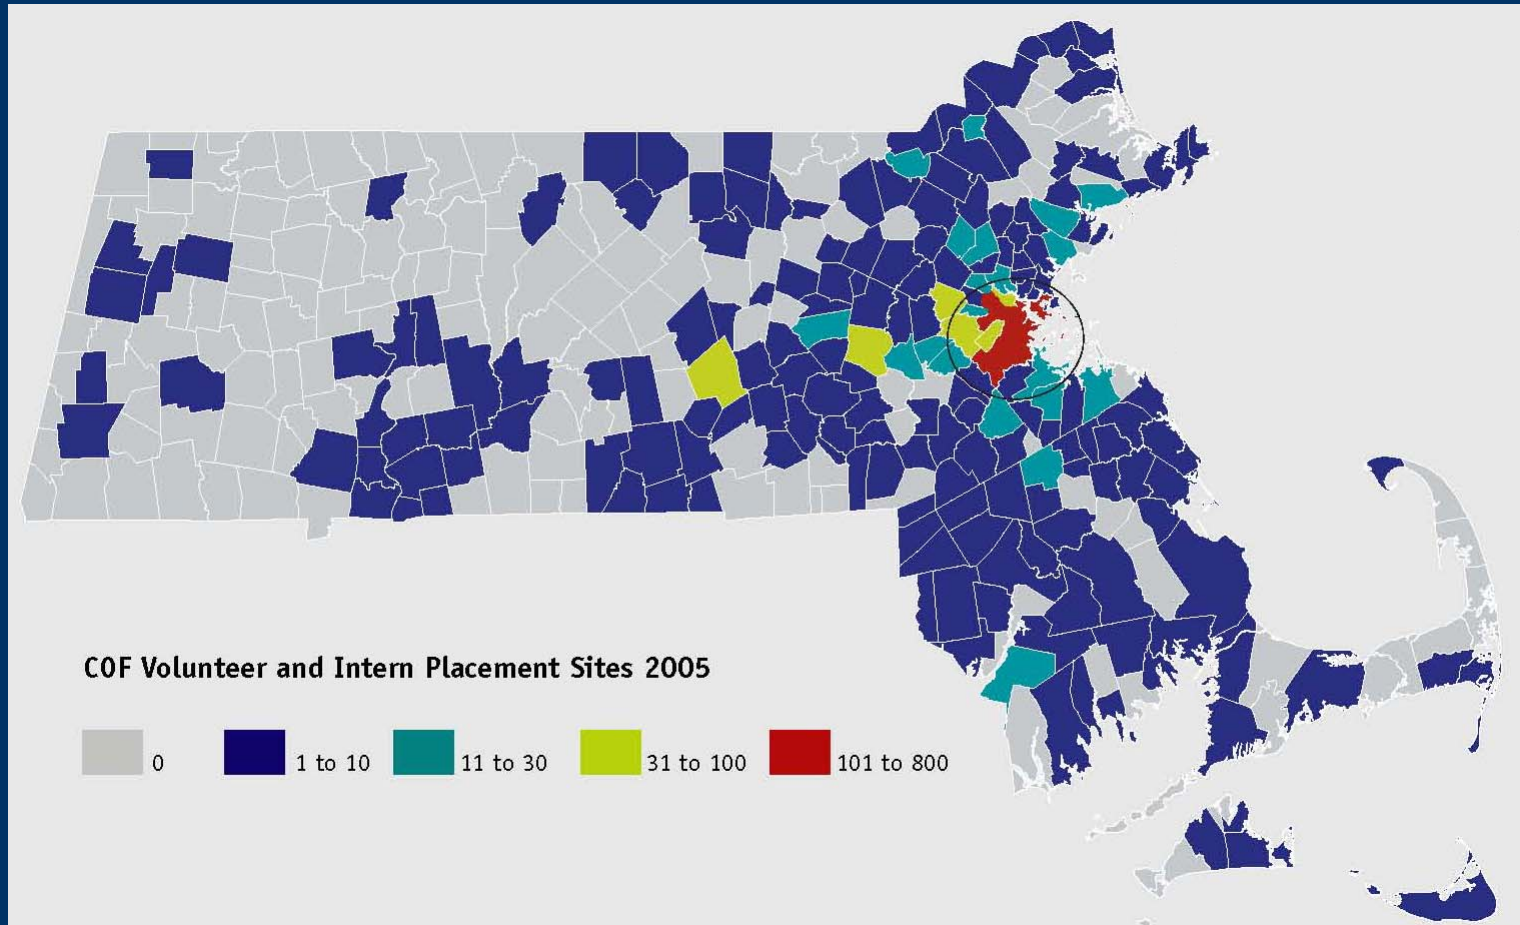 COF Volunteer and Intern Placement Sites 2005
0 1 to 10 11 to 30 31 to 100 101 to 800